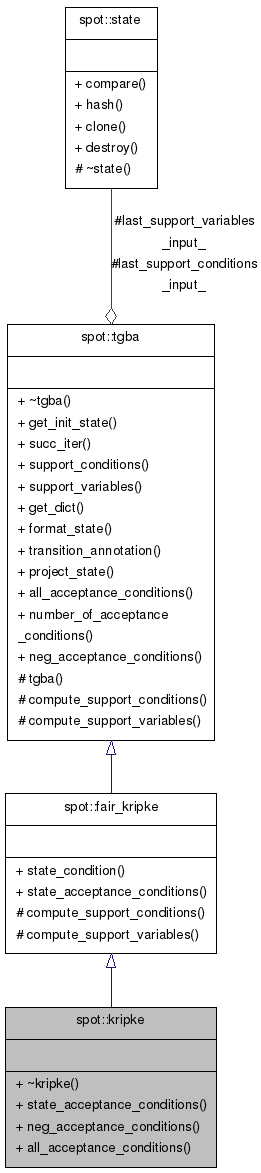 spot::state
+ compare()
+ hash()
+ clone()
+ destroy()
# ~state()
#last_support_variables
_input_
#last_support_conditions
_input_
spot::tgba
+ ~tgba()
+ get_init_state()
+ succ_iter()
+ support_conditions()
+ support_variables()
+ get_dict()
+ format_state()
+ transition_annotation()
+ project_state()
+ all_acceptance_conditions()
+ number_of_acceptance
_conditions()
+ neg_acceptance_conditions()
# tgba()
# compute_support_conditions()
# compute_support_variables()
spot::fair_kripke
+ state_condition()
+ state_acceptance_conditions()
# compute_support_conditions()
# compute_support_variables()
spot::kripke
+ ~kripke()
+ state_acceptance_conditions()
+ neg_acceptance_conditions()
+ all_acceptance_conditions()